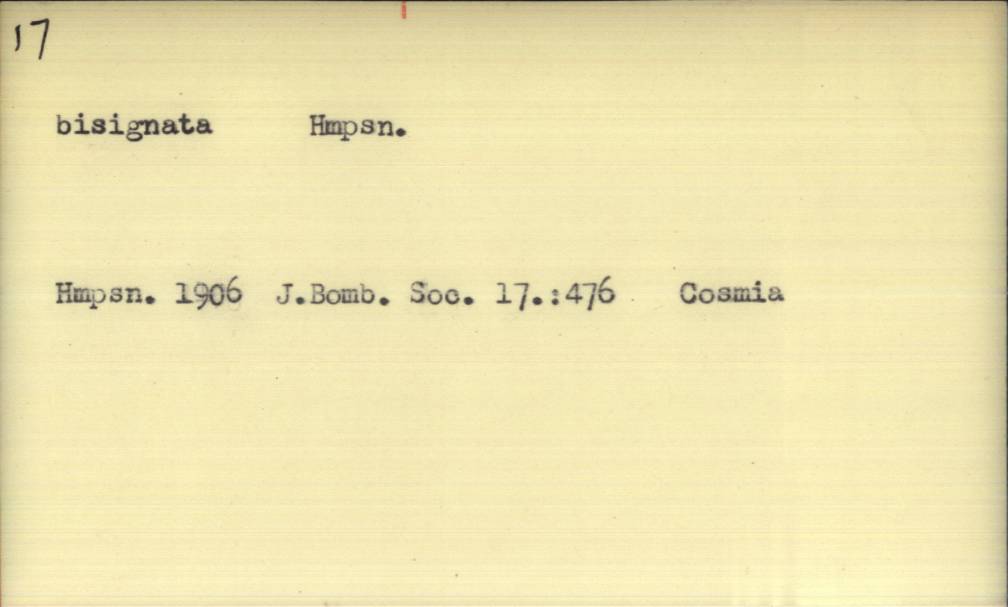 17
bisignata Hmpsn.
Hmpsn. 1906 J.Bomb. Soc. 17.:476 Cosmia